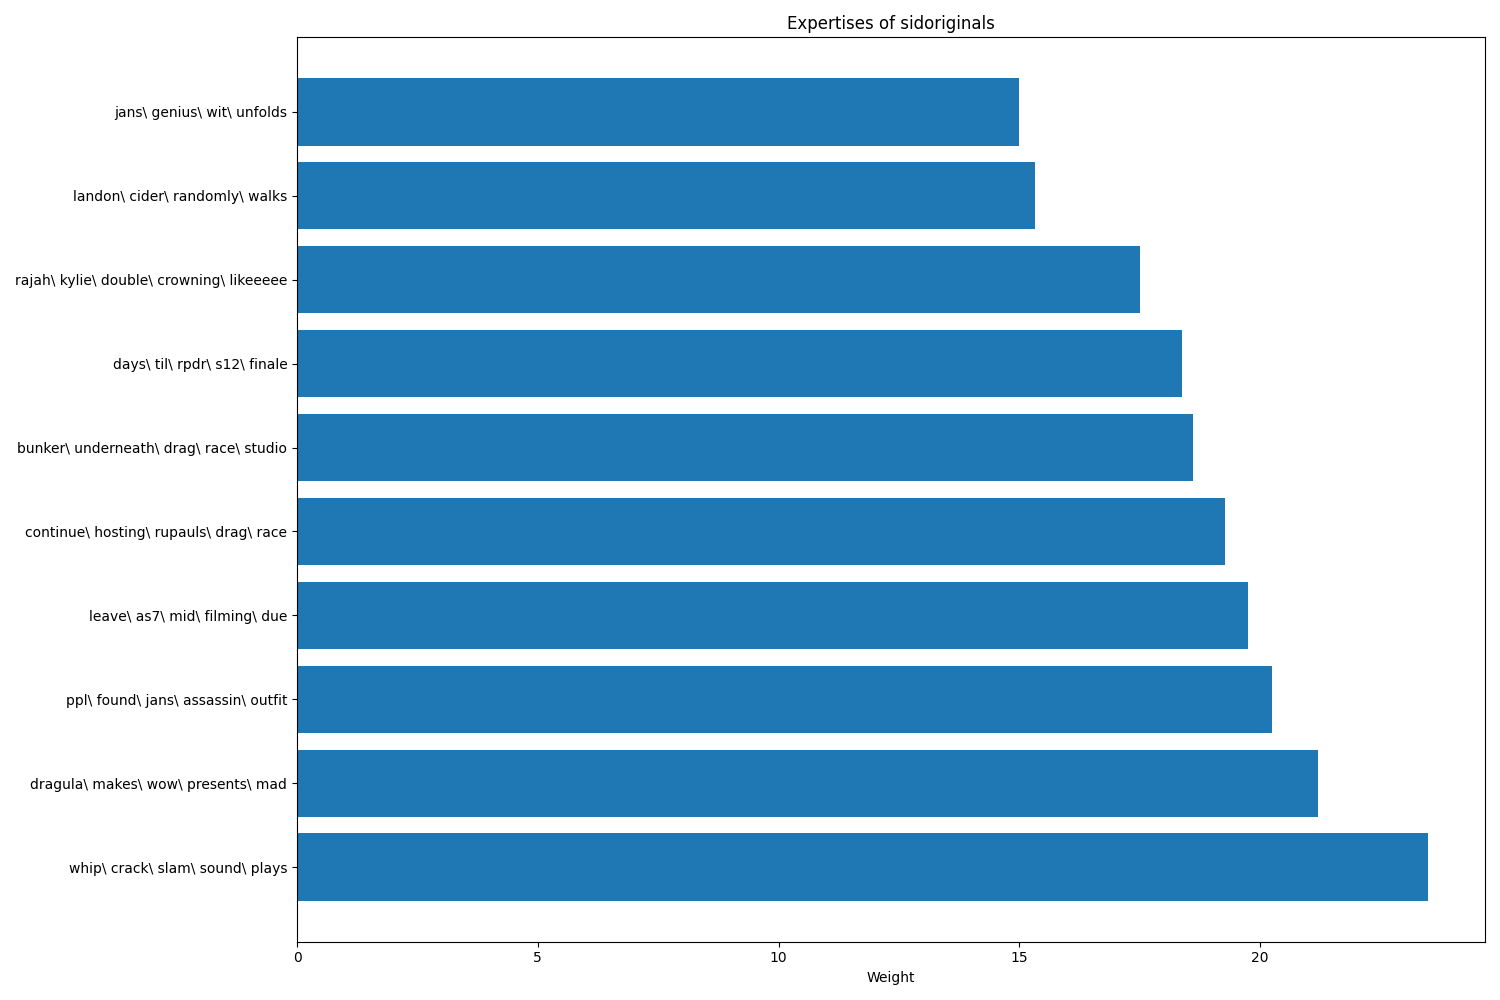 Expertises of sidoriginals
jans\ genius\ wit\ unfolds
landon\ cider\ randomly\ walks
rajah\ kylie\ double\ crowning\ likeeeee
days\ til\ rpdr\ s12\ finale
bunker\ underneath\ drag\ race\ studio
continue\ hosting\ rupauls\ drag\ race
leave\ as7\ mid\ filming\ due
ppl\ found\ jans\ assassin\ outfit
dragula\ makes\ wow\ presents\ mad
whip\ crack\ slam\ sound\ plays
0 5 10 15 20
Weight